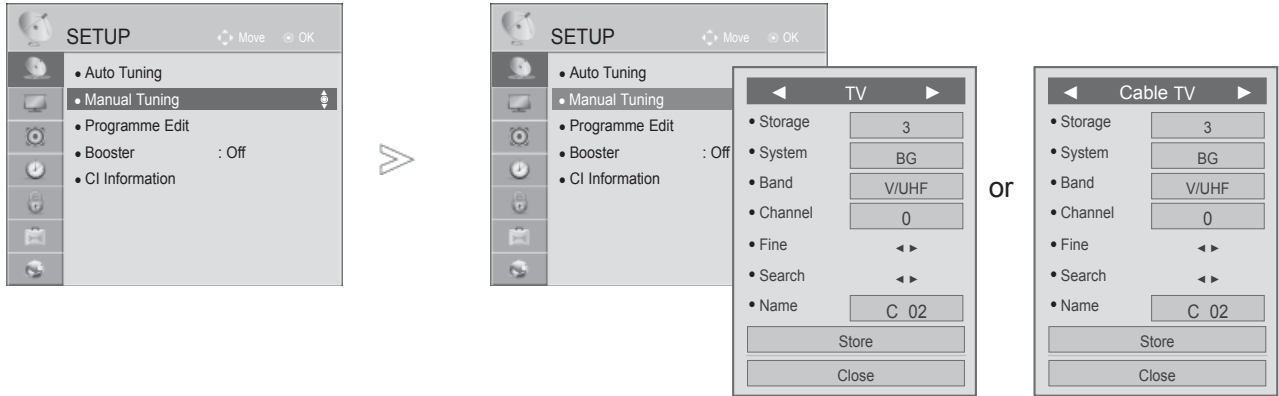 SETUP Move OK
• Auto Tuning
• Manual Tuning
• Programme Edit
• Booster : Off
• CI Information
SETUP Move OK
• Auto Tuning
• Manual Tuning
• Programme Edit
• Booster : Off
• CI Information
◄ TV ►
• Storage 3
• System BG
• Band V/UHF
• Channel 0
• Fine ◄ ►
• Search ◄ ►
• Name C 02
Store
Close
or
◄ Cable TV ►
• Storage 3
• System BG
• Band V/UHF
• Channel 0
• Fine ◄ ►
• Search ◄ ►
• Name C 02
Store
Close